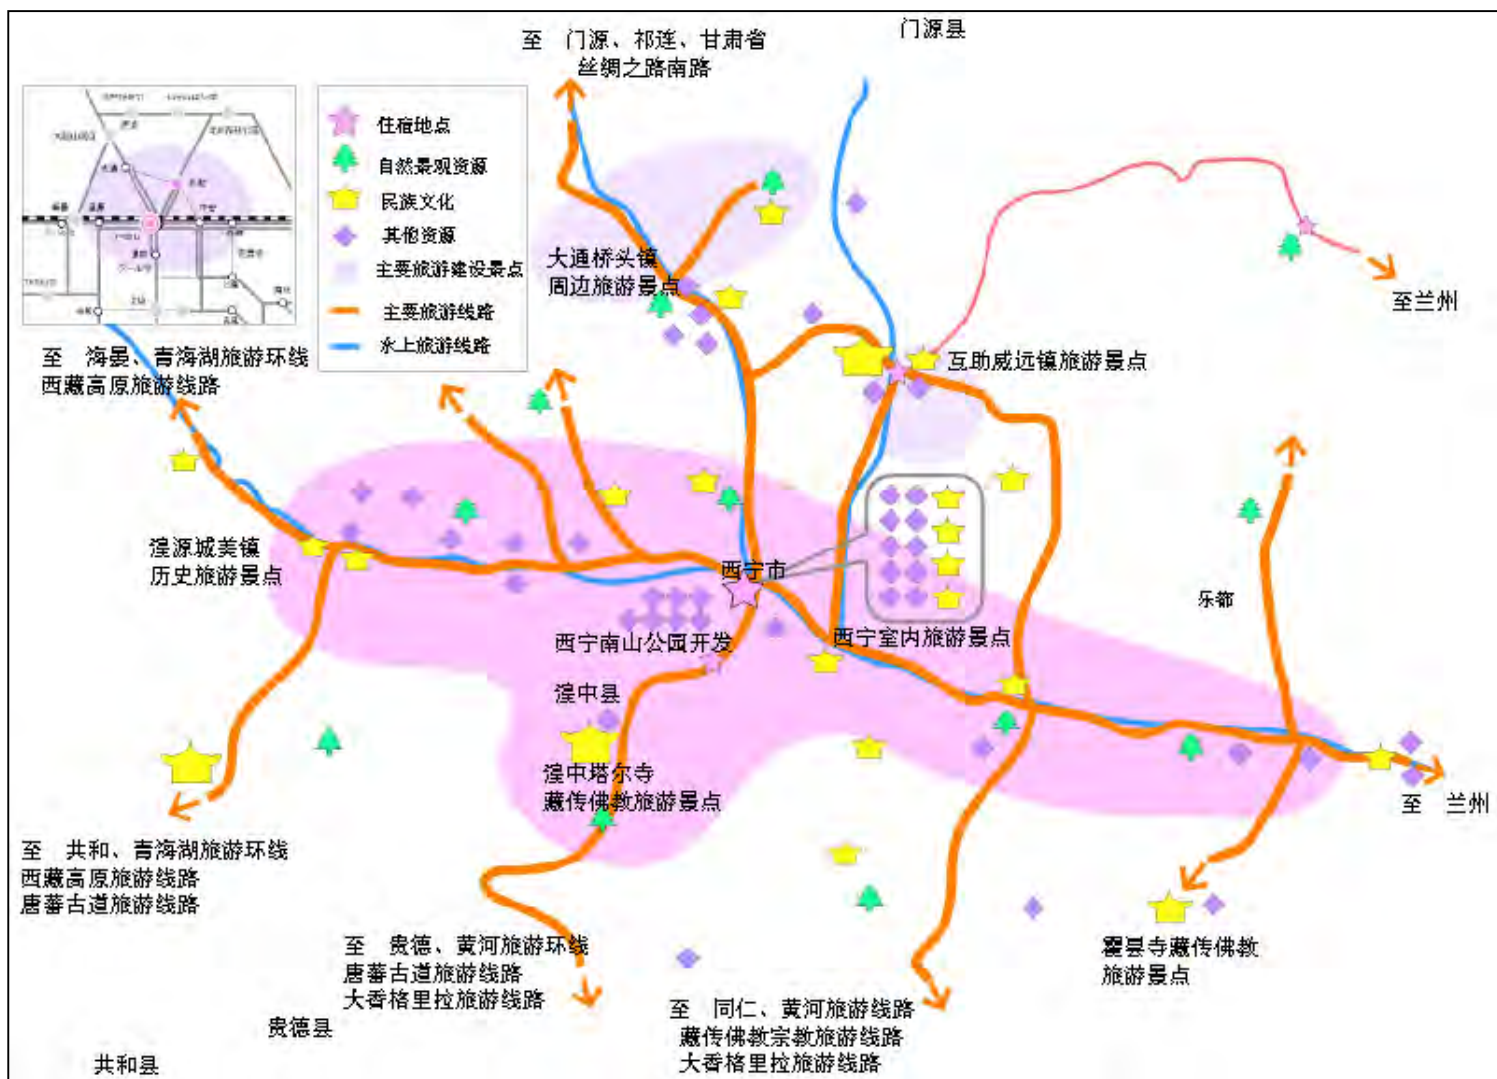 门源县
至 门源、祁连、甘肃省
丝绸之路南路
住宿地点
自然景观资源
民族文化
其他资源
主要旅游建设景点
主要旅游线路
水上旅游线路
大通桥头镇
周边旅游景点
至兰州
至 海晏、青海湖旅游环线
西藏高原旅游线路
互助威远镇旅游景点
湟源城关镇
历史旅游景点
西宁市
乐都
西宁南山公园开发
西宁室内旅游景点
湟中县
湟中塔尔寺
藏传佛教旅游景点
至 兰州
至 共和、青海湖旅游环线
西藏高原旅游线路
唐蕃古道旅游线路
至 贵德、黄河旅游环线
唐蕃古道旅游线路
大香格里拉旅游线路
瞿昙寺藏传佛教
旅游景点
至 同仁、黄河旅游线路
藏传佛教宗教旅游线路
大香格里拉旅游线路
贵德县
共和县